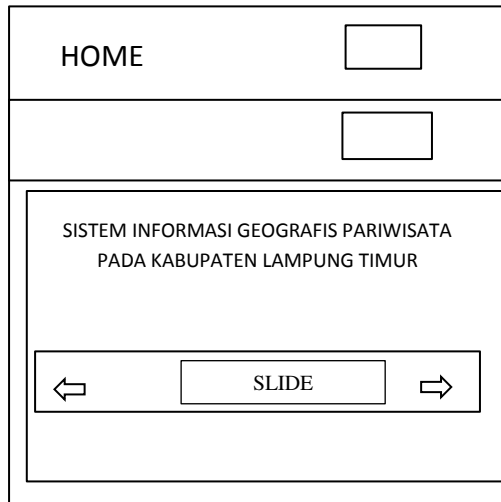 HOME
SISTEM INFORMASI GEOGRAFIS PARIWISATA
PADA KABUPATEN LAMPUNG TIMUR
SLIDE